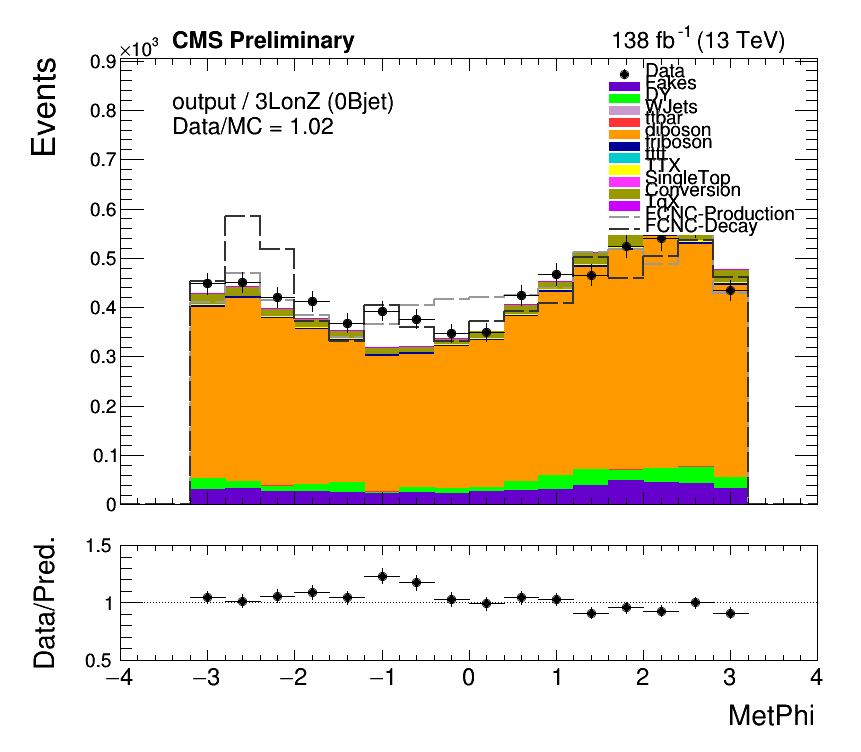 CMS Preliminary
138 fb-1 (13 TeV)
×10³
Events
0.9
0.8
0.7
0.6
0.5
0.4
0.3
0.2
0.1
0
output / 3LonZ (0Bjet)
Data/MC = 1.02
Data
Fakes
DY
WJets
ttbar
diboson
triboson
tttt
TTX
SingleTop
Conversion
TqX
FCNC-Production
FCNC-Decay
Data/Pred.
1.5
1
0.5
−4 −3 −2 −1 0 1 2 3 4
MetPhi